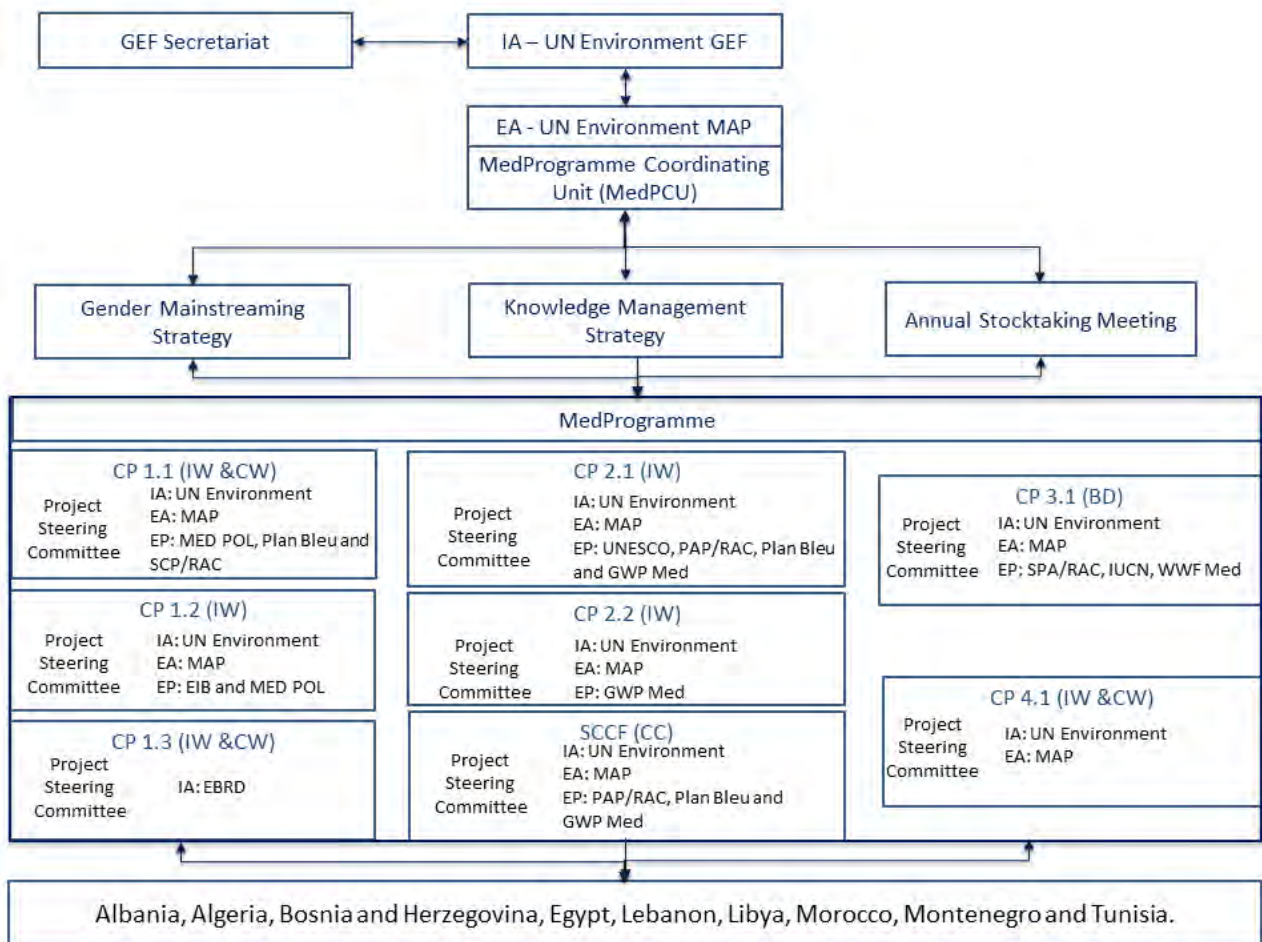 GEF Secretariat
IA – UN Environment GEF
EA - UN Environment MAP
MedProgramme Coordinating
Unit (MedPCU)
Gender Mainstreaming
Strategy
Knowledge Management
Strategy
Annual Stocktaking Meeting
MedProgramme
CP 1.1 (IW &CW)
Project
Steering
Committee
IA: UN Environment
EA: MAP
EP: MED POL, Plan Bleu and
SCP/RAC
CP 1.2 (IW)
Project
Steering
Committee
IA: UN Environment
EA: MAP
EP: EIB and MED POL
CP 1.3 (IW &CW)
Project
Steering
Committee
IA: EBRD
CP 2.1 (IW)
Project
Steering
Committee
IA: UN Environment
EA: MAP
EP: UNESCO, PAP/RAC, Plan Bleu
and GWP Med
CP 2.2 (IW)
Project
Steering
Committee
IA: UN Environment
EA: MAP
EP: GWP Med
SCCF (CC)
Project
Steering
Committee
IA: UN Environment
EA: MAP
EP: PAP/RAC, Plan Bleu and
GWP Med
CP 3.1 (BD)
Project
Steering
Committee
IA: UN Environment
EA: MAP
EP: SPA/RAC, IUCN, WWF Med
CP 4.1 (IW &CW)
Project
Steering
Committee
IA: UN Environment
EA: MAP
Albania, Algeria, Bosnia and Herzegovina, Egypt, Lebanon, Libya, Morocco, Montenegro and Tunisia.